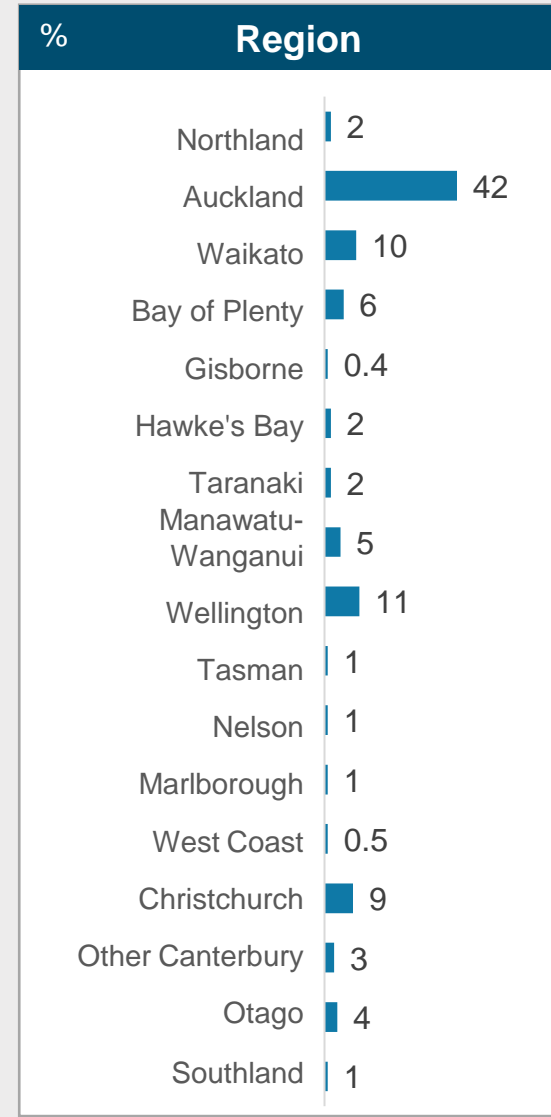 % Region
Northland 2
Auckland 42
Waikato 10
Bay of Plenty 6
Gisborne 0.4
Hawke's Bay 2
Taranaki 2
Manawatu-
Wanganui 5
Wellington 11
Tasman 1
Nelson 1
Marlborough 1
West Coast 0.5
Christchurch 9
Other Canterbury 3
Otago 4
Southland 1